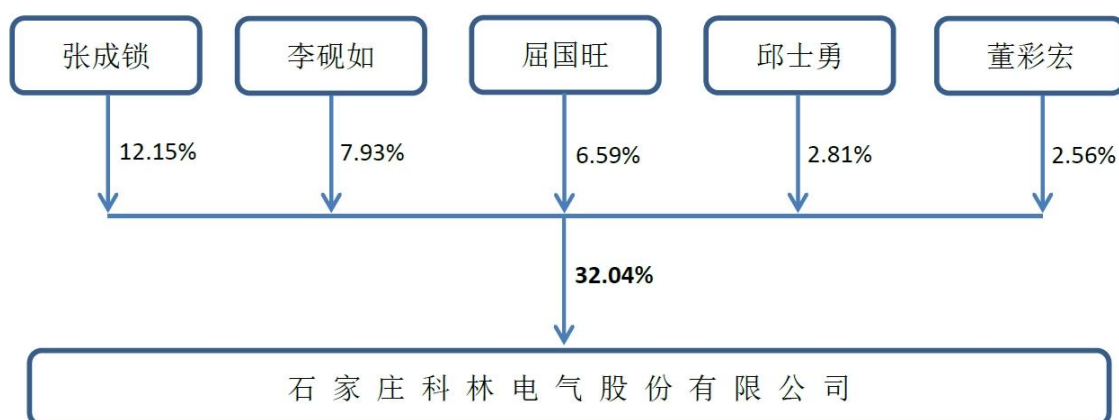 张成锁 李砚如 屈国旺 邱士勇 董彩宏
12.15% 7.93% 6.59% 2.81% 2.56%
32.04%
石家庄科林电气股份有限公司